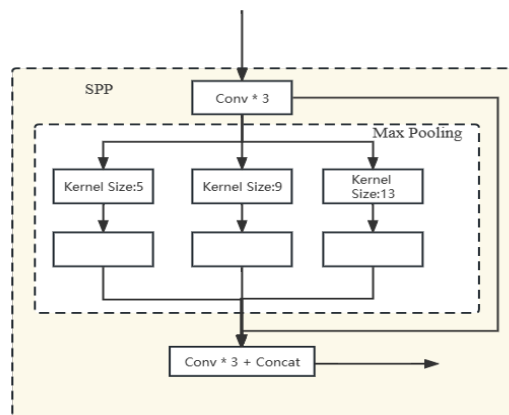 SPP
Conv * 3
Max Pooling
Kernel Size:5
Kernel Size:9
Kernel
Size:13
Conv * 3 + Concat